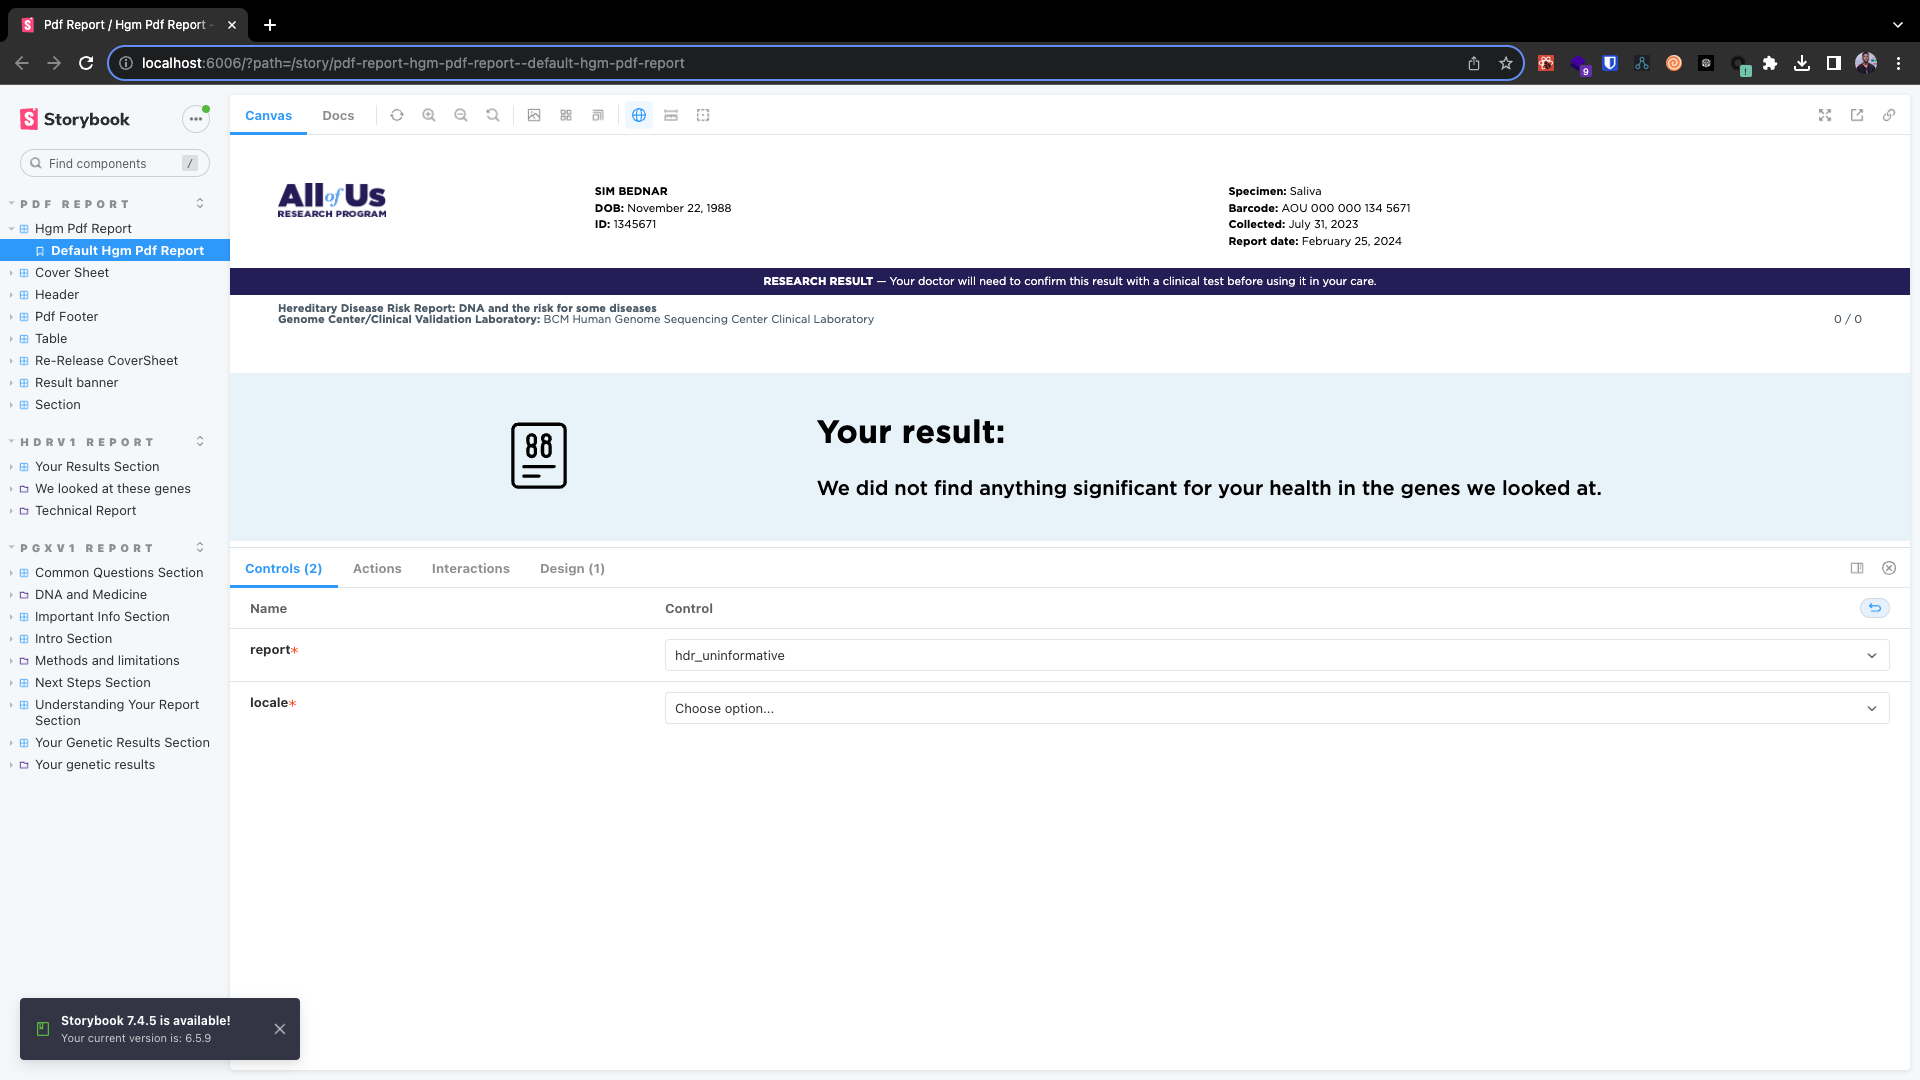 Pdf Report / Hgm Pdf Report -
localhost:6006/?path=/story/pdf-report-hgm-pdf-report--default-hgm-pdf-report
9
!
Storybook
Find components
/
PDF REPORT
Hgm Pdf Report
Default Hgm Pdf Report
Cover Sheet
Header
Pdf Footer
Table
Re-Release CoverSheet
Result banner
Section
HDRV1 REPORT
Your Results Section
We looked at these genes
Technical Report
PGXV1 REPORT
Common Questions Section
DNA and Medicine
Important Info Section
Intro Section
Methods and limitations
Next Steps Section
Understanding Your Report
Section
Your Genetic Results Section
Your genetic results
Storybook 7.4.5 is available!
Your current version is: 6.5.9
Canvas
Docs
All of Us
RESEARCH PROGRAM
SIM BEDNAR
DOB: November 22, 1988
ID: 1345671
Specimen: Saliva
Barcode: AOU 000 000 134 5671
Collected: July 31, 2023
Report date: February 25, 2024
RESEARCH RESULT — Your doctor will need to confirm this result with a clinical test before using it in your care.
Hereditary Disease Risk Report: DNA and the risk for some diseases
Genome Center/Clinical Validation Laboratory: BCM Human Genome Sequencing Center Clinical Laboratory
0 / 0
Your result:
We did not find anything significant for your health in the genes we looked at.
Controls (2)
Actions
Interactions
Design (1)
Name
Control
report*
hdr_uninformative
locale*
Choose option...